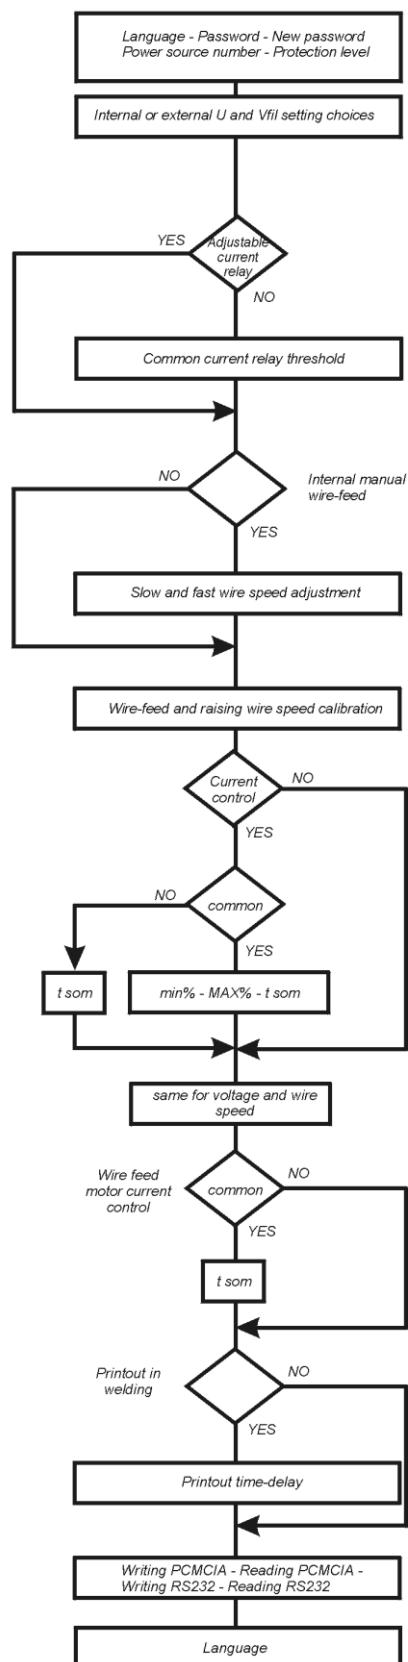 Language - Password - New password
Power source number - Protection level
Internal or external U and Vfil setting choices
YES
Adjustable
current
relay
NO
Common current relay threshold
NO
Internal manual
wire-feed
YES
Slow and fast wire speed adjustment
Wire-feed and raising wire speed calibration
Current
control
NO
YES
NO
common
YES
t som
min% - MAX% - t som
same for voltage and wire
speed
Wire feed
motor current
control
common
NO
YES
t som
Printout in
welding
NO
YES
Printout time-delay
Writing PCMCIA - Reading PCMCIA -
Writing RS232 - Reading RS232
Language